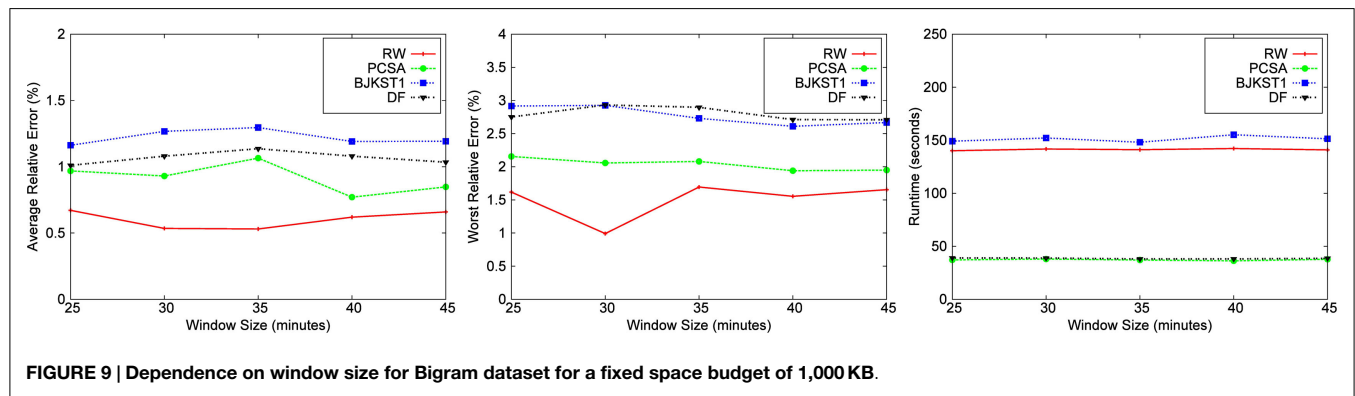 2
1.5
1
0.5
0
Average Relative Error (%)
25 30 35 40 45
Window Size (minutes)
RW
PCSA
BJKST1
DF
4
3.5
3
2.5
2
1.5
1
0.5
0
Worst Relative Error (%)
25 30 35 40 45
Window Size (minutes)
RW
PCSA
BJKST1
DF
250
200
150
100
50
0
Runtime (seconds)
25 30 35 40 45
Window Size (minutes)
RW
PCSA
BJKST1
DF
FIGURE 9 | Dependence on window size for Bigram dataset for a fixed space budget of 1,000 KB.